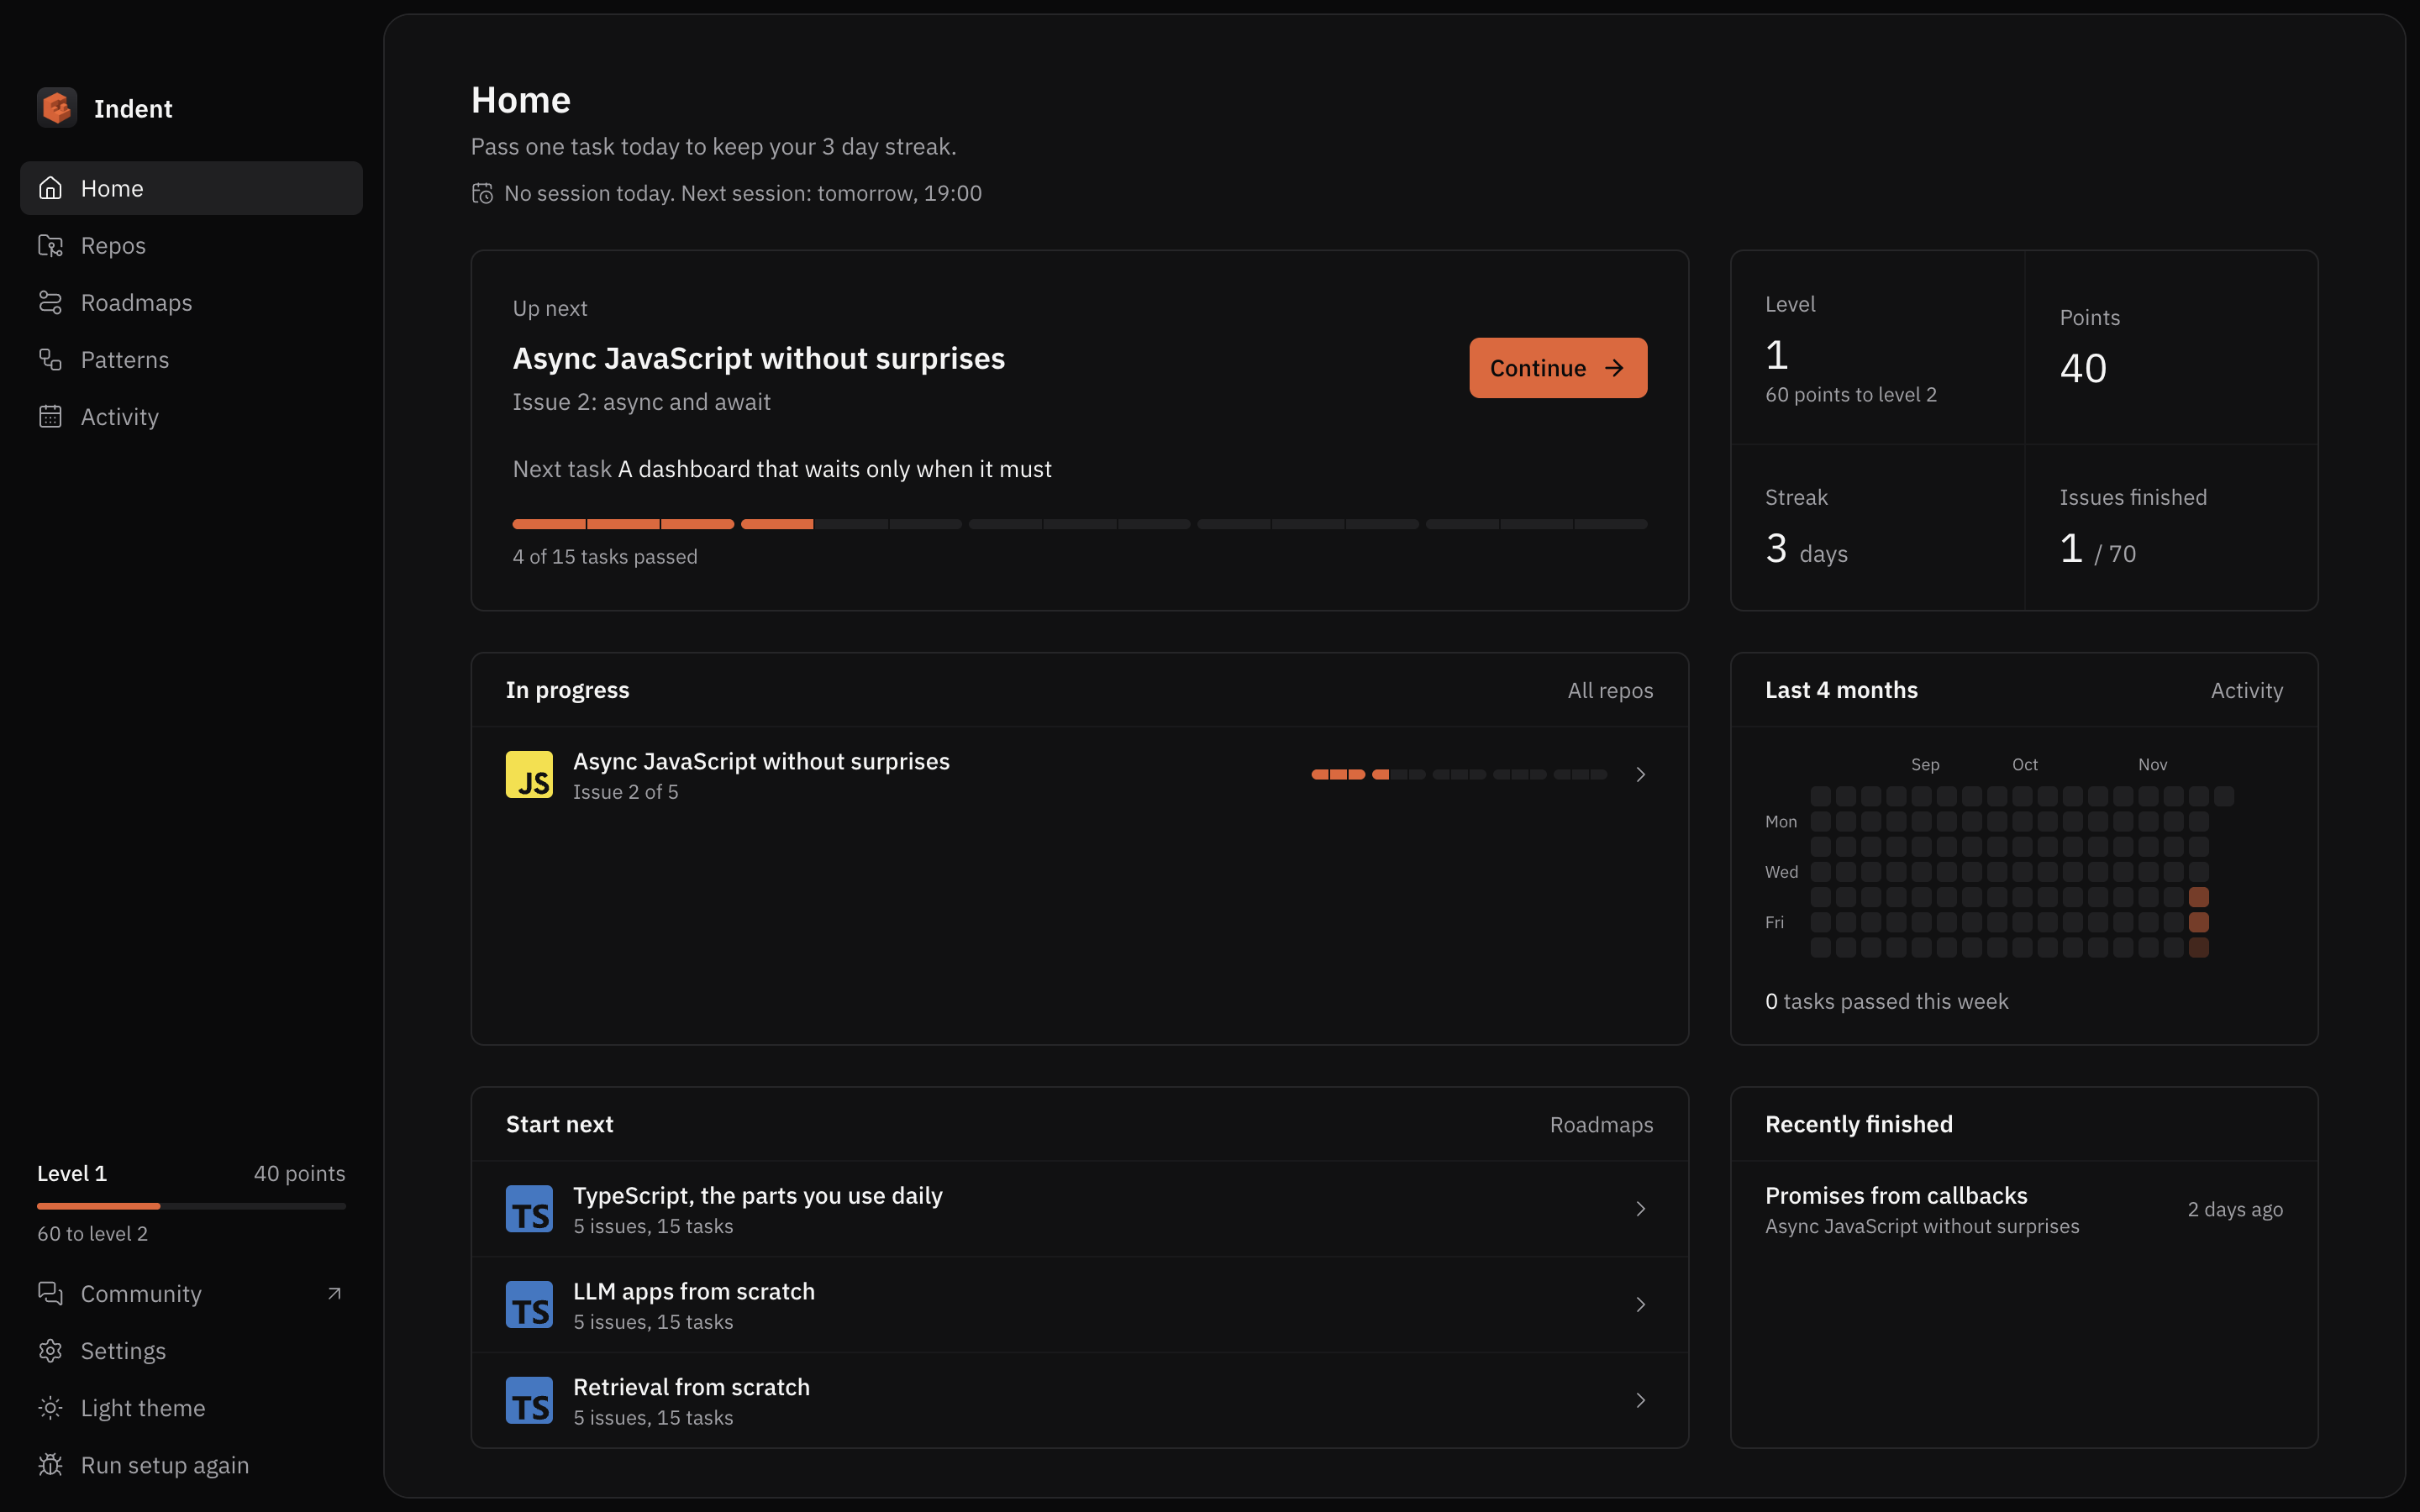 Indent
Home
Repos
Roadmaps
Patterns
Activity
Level 1
40 points
60 to level 2
Community
Settings
Light theme
Run setup again
Home
Pass one task today to keep your 3 day streak.
No session today. Next session: tomorrow, 19:00
Up next
Async JavaScript without surprises
Issue 2: async and await
Continue
Next task A dashboard that waits only when it must
4 of 15 tasks passed
Level
1
60 points to level 2
Points
40
Streak
3 days
Issues finished
1 / 70
In progress
All repos
JS
Async JavaScript without surprises
Issue 2 of 5
Last 4 months
Activity
Sep Oct Nov
Mon
Wed
Fri
0 tasks passed this week
Start next
Roadmaps
TS
TypeScript, the parts you use daily
5 issues, 15 tasks
TS
LLM apps from scratch
5 issues, 15 tasks
TS
Retrieval from scratch
5 issues, 15 tasks
Recently finished
Promises from callbacks
Async JavaScript without surprises
2 days ago